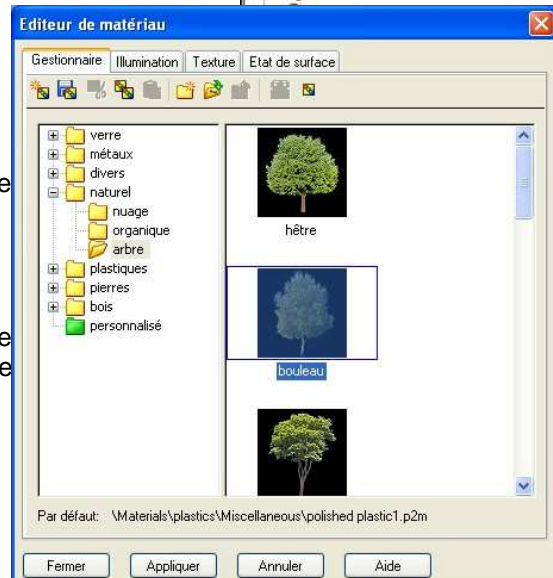 Editeur de matériau
Gestionnaire Illumination Texture Etat de surface
verre
métaux
divers
naturel
nuage
organique
arbre
plastiques
pierres
bois
personnalisé
hêtre
bouleau
e
e
e
Par défaut: \Materials\plastics\Miscellaneous\polished plastic1.p2m
Fermer Appliquer Annuler Aide